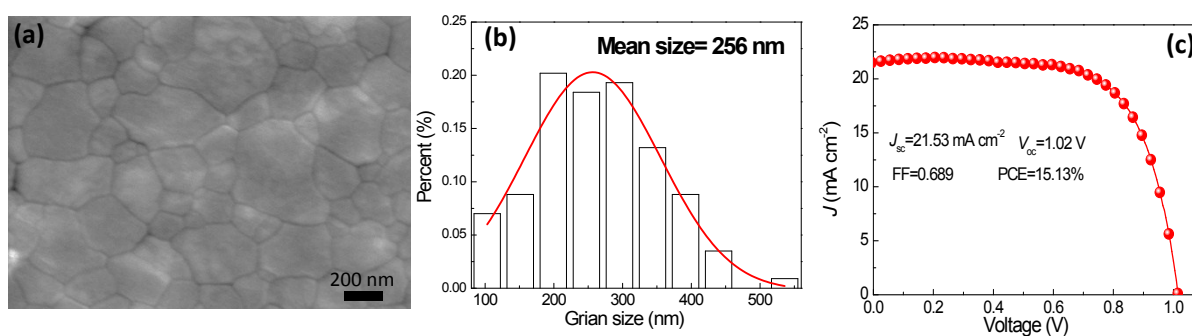 (a)
200 nm
(b)
Mean size= 256 nm
Percent (%)
0.25
0.20
0.15
0.10
0.05
0.00
100 200 300 400 500
Grian size (nm)
(c)
J (mA cm-2)
25
20
15
10
5
0
Jsc=21.53 mA cm-2 Voc=1.02 V
FF=0.689 PCE=15.13%
0.0 0.2 0.4 0.6 0.8 1.0
Voltage (V)